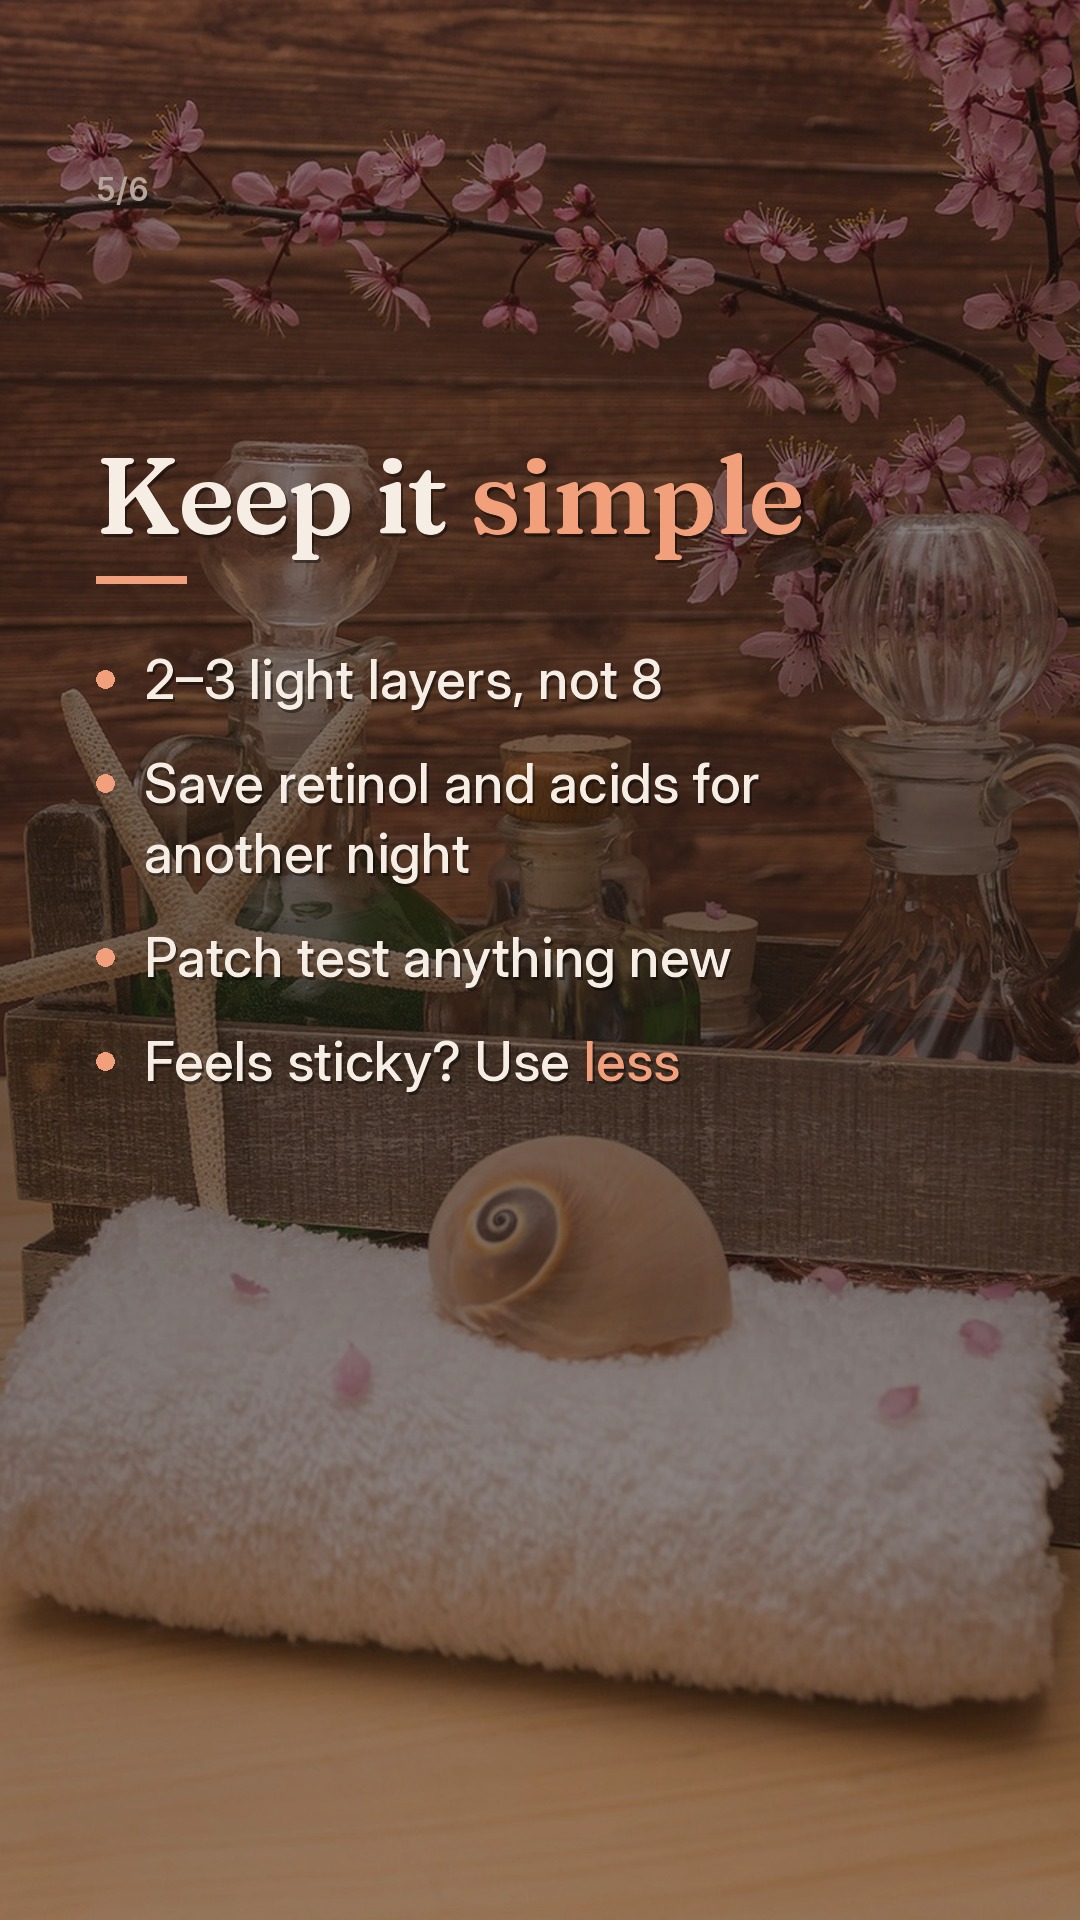 5/6
Keep it simple
• 2–3 light layers, not 8
• Save retinol and acids for
another night
• Patch test anything new
• Feels sticky? Use less